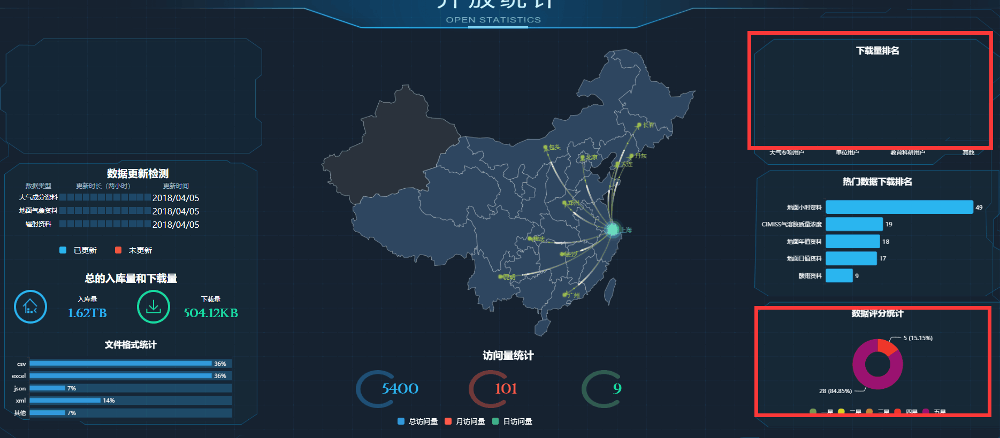 开放统计
OPEN STATISTICS
数据更新检测
数据类型 更新时长（两小时） 更新时间
大气成分资料 2018/04/05
地面气象资料 2018/04/05
辐射资料 2018/04/05
已更新 未更新
总的入库量和下载量
入库量
1.62TB
下载量
504.12KB
文件格式统计
csv 36%
excel 36%
json 7%
xml 14%
其他 7%
长春
包头
北京
丹东
大连
郑州
上海
重庆
长沙
昆明
广州
访问量统计
5400 101 9
总访问量 月访问量 日访问量
下载量排名
大气专项用户 单位用户 教育科研用户 其他
热门数据下载排名
地面小时资料 49
CIMISS气溶胶质量浓度 19
地面年值资料 18
地面日值资料 17
酸雨资料 9
数据评分统计
5 (15.15%)
28 (84.85%)
一星 二星 三星 四星 五星